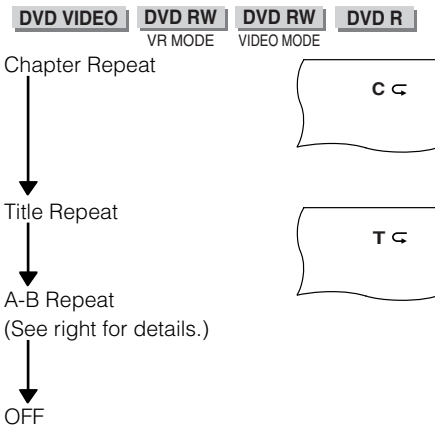 DVD VIDEO DVD RW DVD RW DVD R
VR MODE VIDEO MODE
Chapter Repeat
C
Title Repeat
T
A-B Repeat
(See right for details.)
OFF